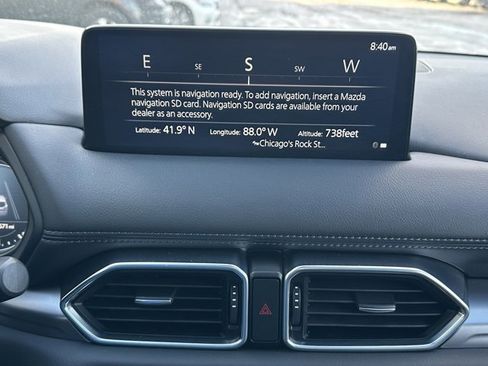 8:40am
E SE S SW W
This system is navigation ready. To add navigation, insert a Mazda
navigation SD card. Navigation SD cards are available from your
dealer as an accessory.
Latitude: 41.9° N Longitude: 88.0° W Altitude: 738feet
Chicago's Rock St...